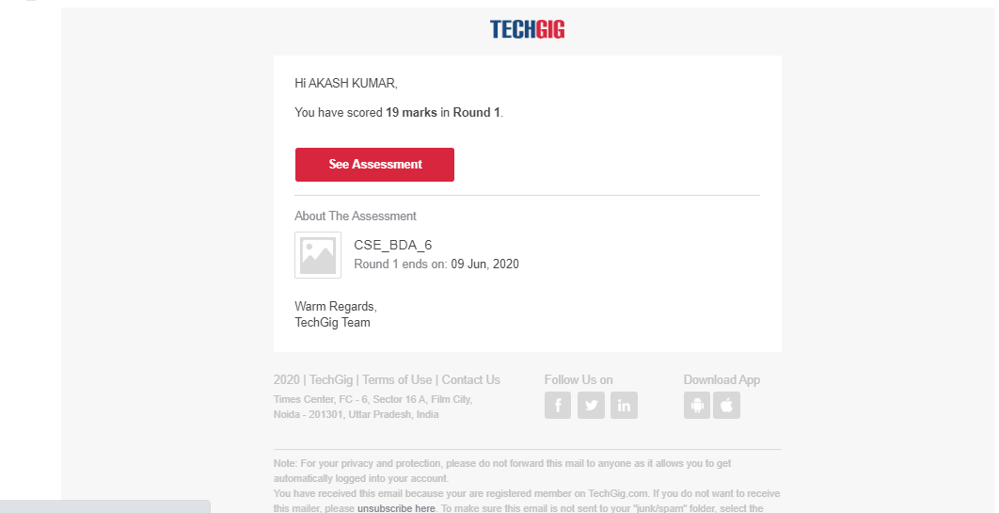 TECHGIG
Hi AKASH KUMAR,
You have scored 19 marks in Round 1.
See Assessment
About The Assessment
CSE_BDA_6
Round 1 ends on: 09 Jun, 2020
Warm Regards,
TechGig Team
2020 | TechGig | Terms of Use | Contact Us
Times Center, FC - 6, Sector 16 A, Film City,
Noida - 201301, Uttar Pradesh, India
Follow Us on
Download App
Note: For your privacy and protection, please do not forward this mail to anyone as it allows you to get
automatically logged into your account.
You have received this email because your are registered member on TechGig.com. If you do not want to receive
this mailer, please unsubscribe here. To make sure this email is not sent to your "junk/spam" folder, select the